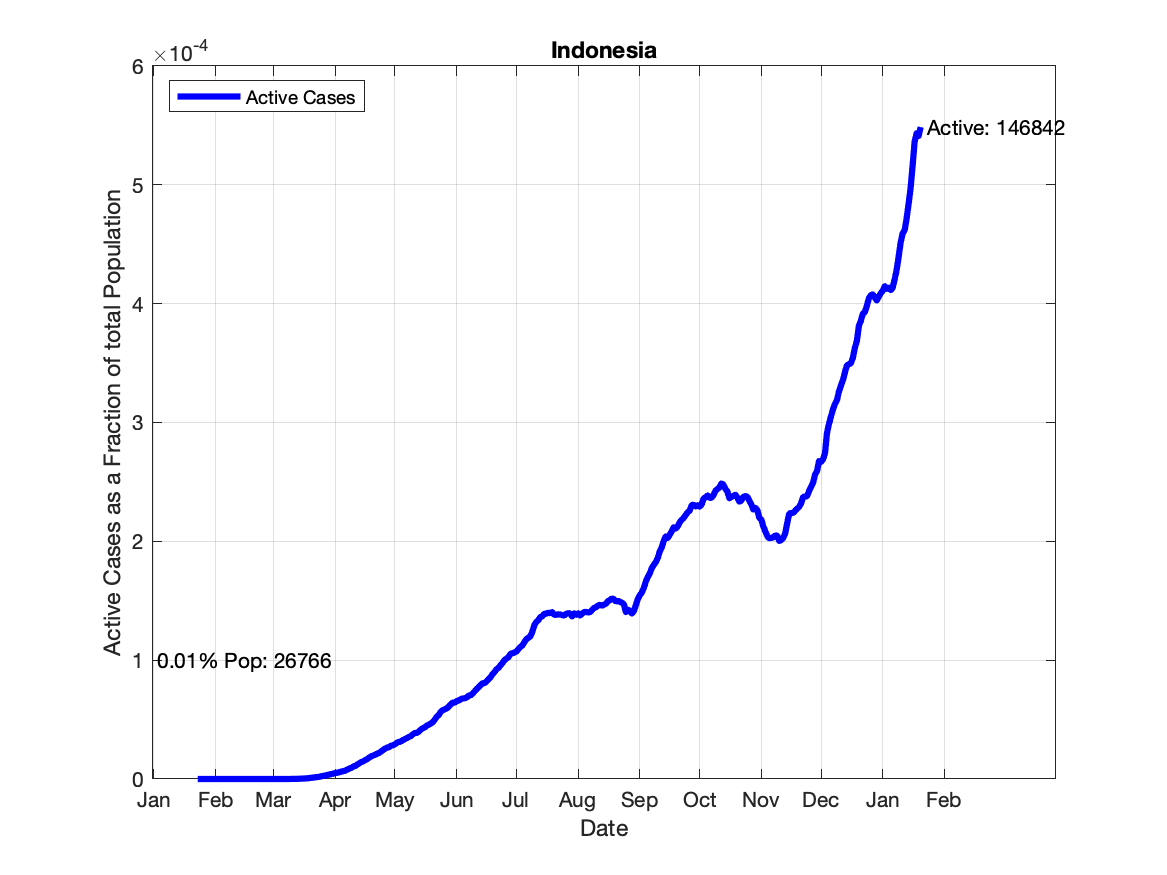 ×10-4
Indonesia
6
Active Cases
Active: 146842
5
4
3
2
1
0.01% Pop: 26766
0
Active Cases as a Fraction of total Population
Jan Feb Mar Apr May Jun Jul Aug Sep Oct Nov Dec Jan Feb
Date